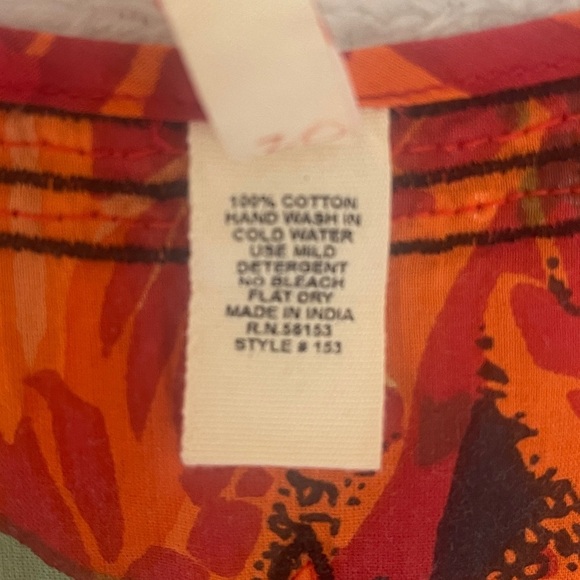 100% COTTON
HAND WASH IN
COLD WATER
USE MILD
DETERGENT
NO BLEACH
FLAT DRY
MADE IN INDIA
R.N.56153
STYLE # 153